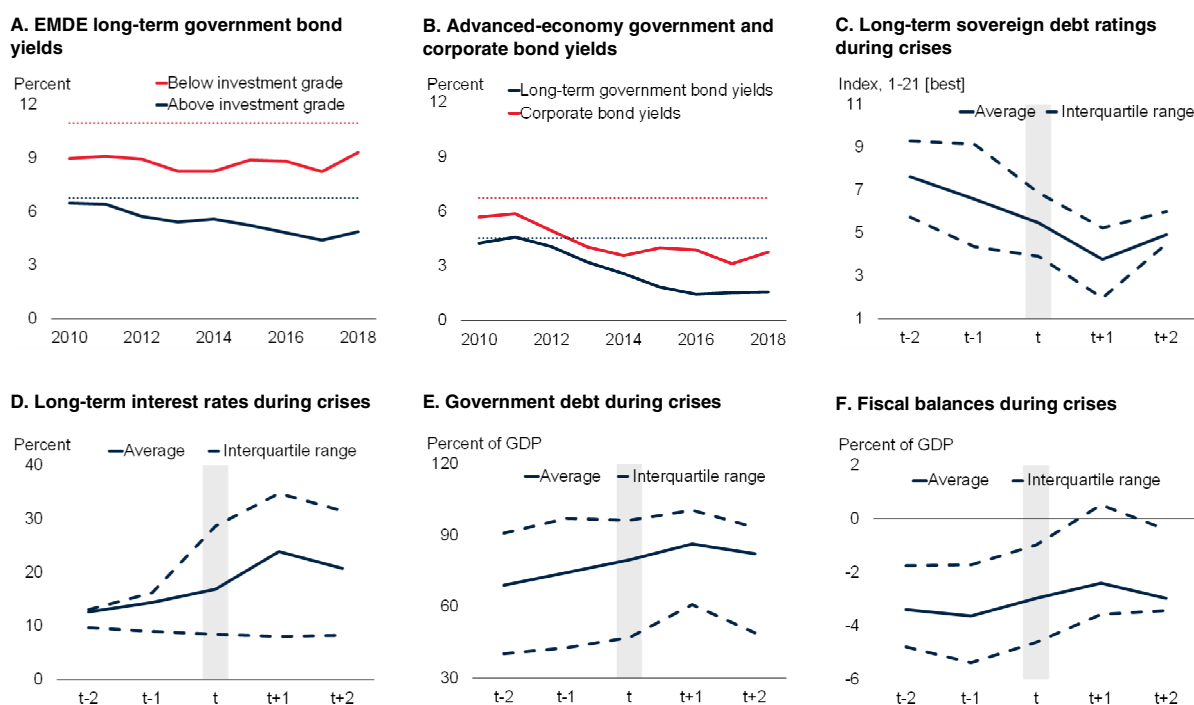 A. EMDE long-term government bond
yields
Percent
Below investment grade
Above investment grade
12
9
6
3
0
2010 2012 2014 2016 2018
B. Advanced-economy government and
corporate bond yields
Percent
Long-term government bond yields
Corporate bond yields
12
9
6
3
0
2010 2012 2014 2016 2018
C. Long-term sovereign debt ratings
during crises
Index, 1-21 [best]
Average Interquartile range
11
9
7
5
3
1
t-2 t-1 t t+1 t+2
D. Long-term interest rates during crises
Percent
Average Interquartile range
40
30
20
10
0
t-2 t-1 t t+1 t+2
E. Government debt during crises
Percent of GDP
Average Interquartile range
120
90
60
30
t-2 t-1 t t+1 t+2
F. Fiscal balances during crises
Percent of GDP
Average Interquartile range
2
0
-2
-4
-6
t-2 t-1 t t+1 t+2